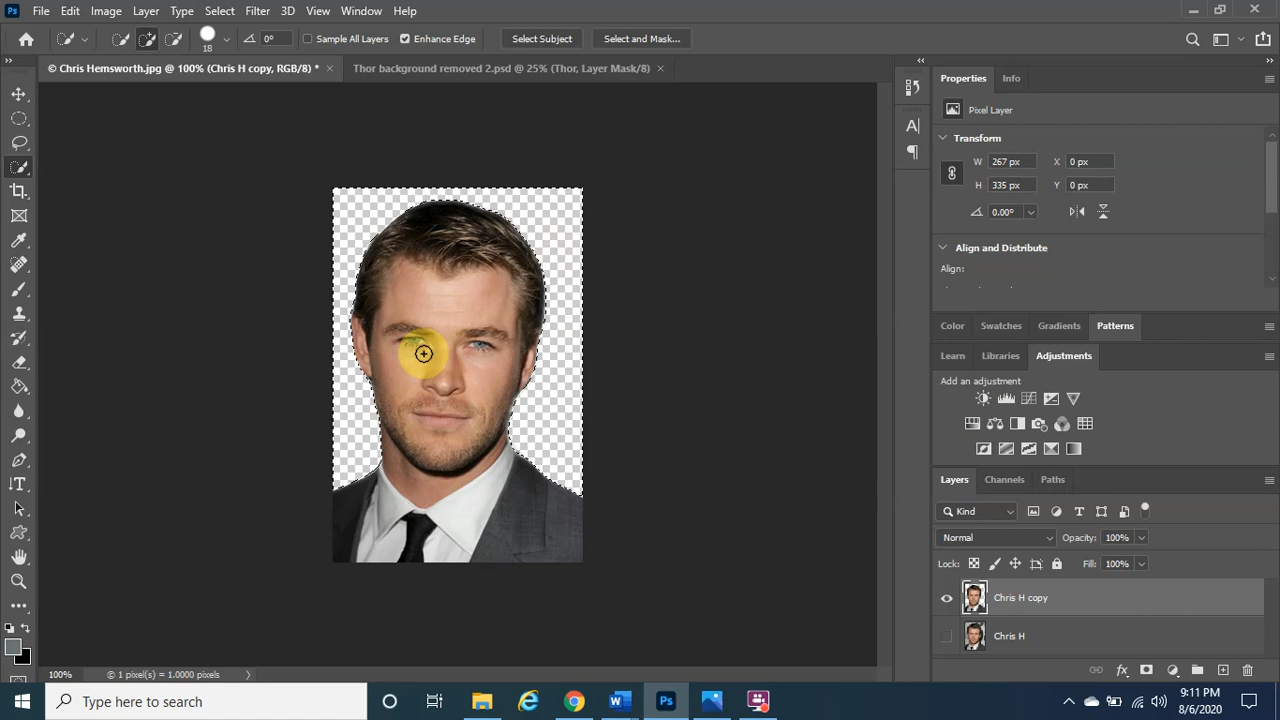 Ps File Edit Image Layer Type Select Filter 3D View Window Help
18 0° Sample All Layers Enhance Edge Select Subject Select and Mask...
© Chris Hemsworth.jpg @ 100% (Chris H copy, RGB/8) * × Thor background removed 2.psd @ 25% (Thor, Layer Mask/8) ×
Properties Info
Pixel Layer
Transform
W 267 px X 0 px
H 335 px Y 0 px
0.00°
Align and Distribute
Align:
Color Swatches Gradients Patterns
Learn Libraries Adjustments
Add an adjustment
Layers Channels Paths
Kind
Normal Opacity: 100%
Lock: Fill: 100%
Chris H copy
Chris H
100% © 1 pixel(s) = 1.0000 pixels
Type here to search
Ps
9:11 PM
8/6/2020